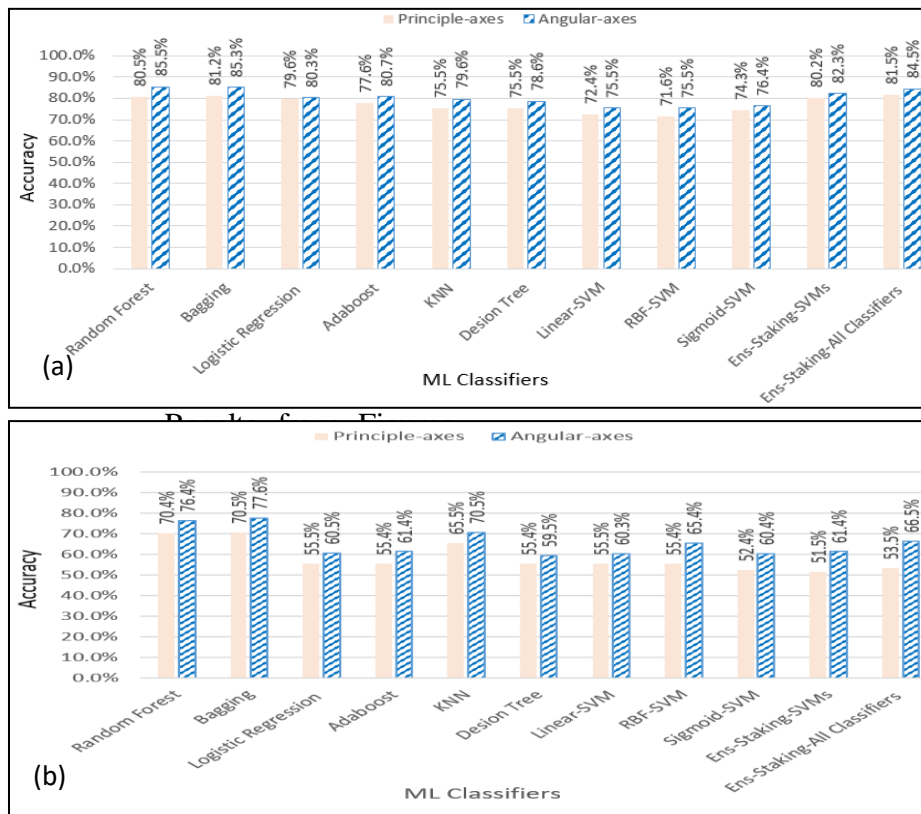 Principle-axes Angular-axes
80.5% 85.5% 81.2% 85.3% 79.6% 80.3% 77.6% 80.7% 75.5% 79.6% 75.5% 78.6% 72.4% 75.5% 71.6% 75.5% 74.3% 76.4% 80.2% 82.3% 81.5% 84.5%
100.0%
90.0%
80.0%
70.0%
60.0%
50.0%
40.0%
30.0%
20.0%
10.0%
0.0%
Accuracy
Random Forest
Bagging
Logistic Regression
Adaboost
KNN
Desion Tree
Linear-SVM
RBF-SVM
Sigmoid-SVM
Ens-Staking-SVMs
Ens-Staking-All Classifiers
(a)
ML Classifiers
Principle-axes Angular-axes
70.4% 76.4% 70.5% 77.6% 55.5% 60.5% 55.4% 61.4% 65.5% 70.5% 55.4% 59.5% 55.5% 60.3% 55.4% 65.4% 52.4% 60.4% 51.5% 61.4% 53.5% 66.5%
100.0%
90.0%
80.0%
70.0%
60.0%
50.0%
40.0%
30.0%
20.0%
10.0%
0.0%
Accuracy
Random Forest
Bagging
Logistic Regression
Adaboost
KNN
Desion Tree
Linear-SVM
RBF-SVM
Sigmoid-SVM
Ens-Staking-SVMs
Ens-Staking-All Classifiers
(b)
ML Classifiers